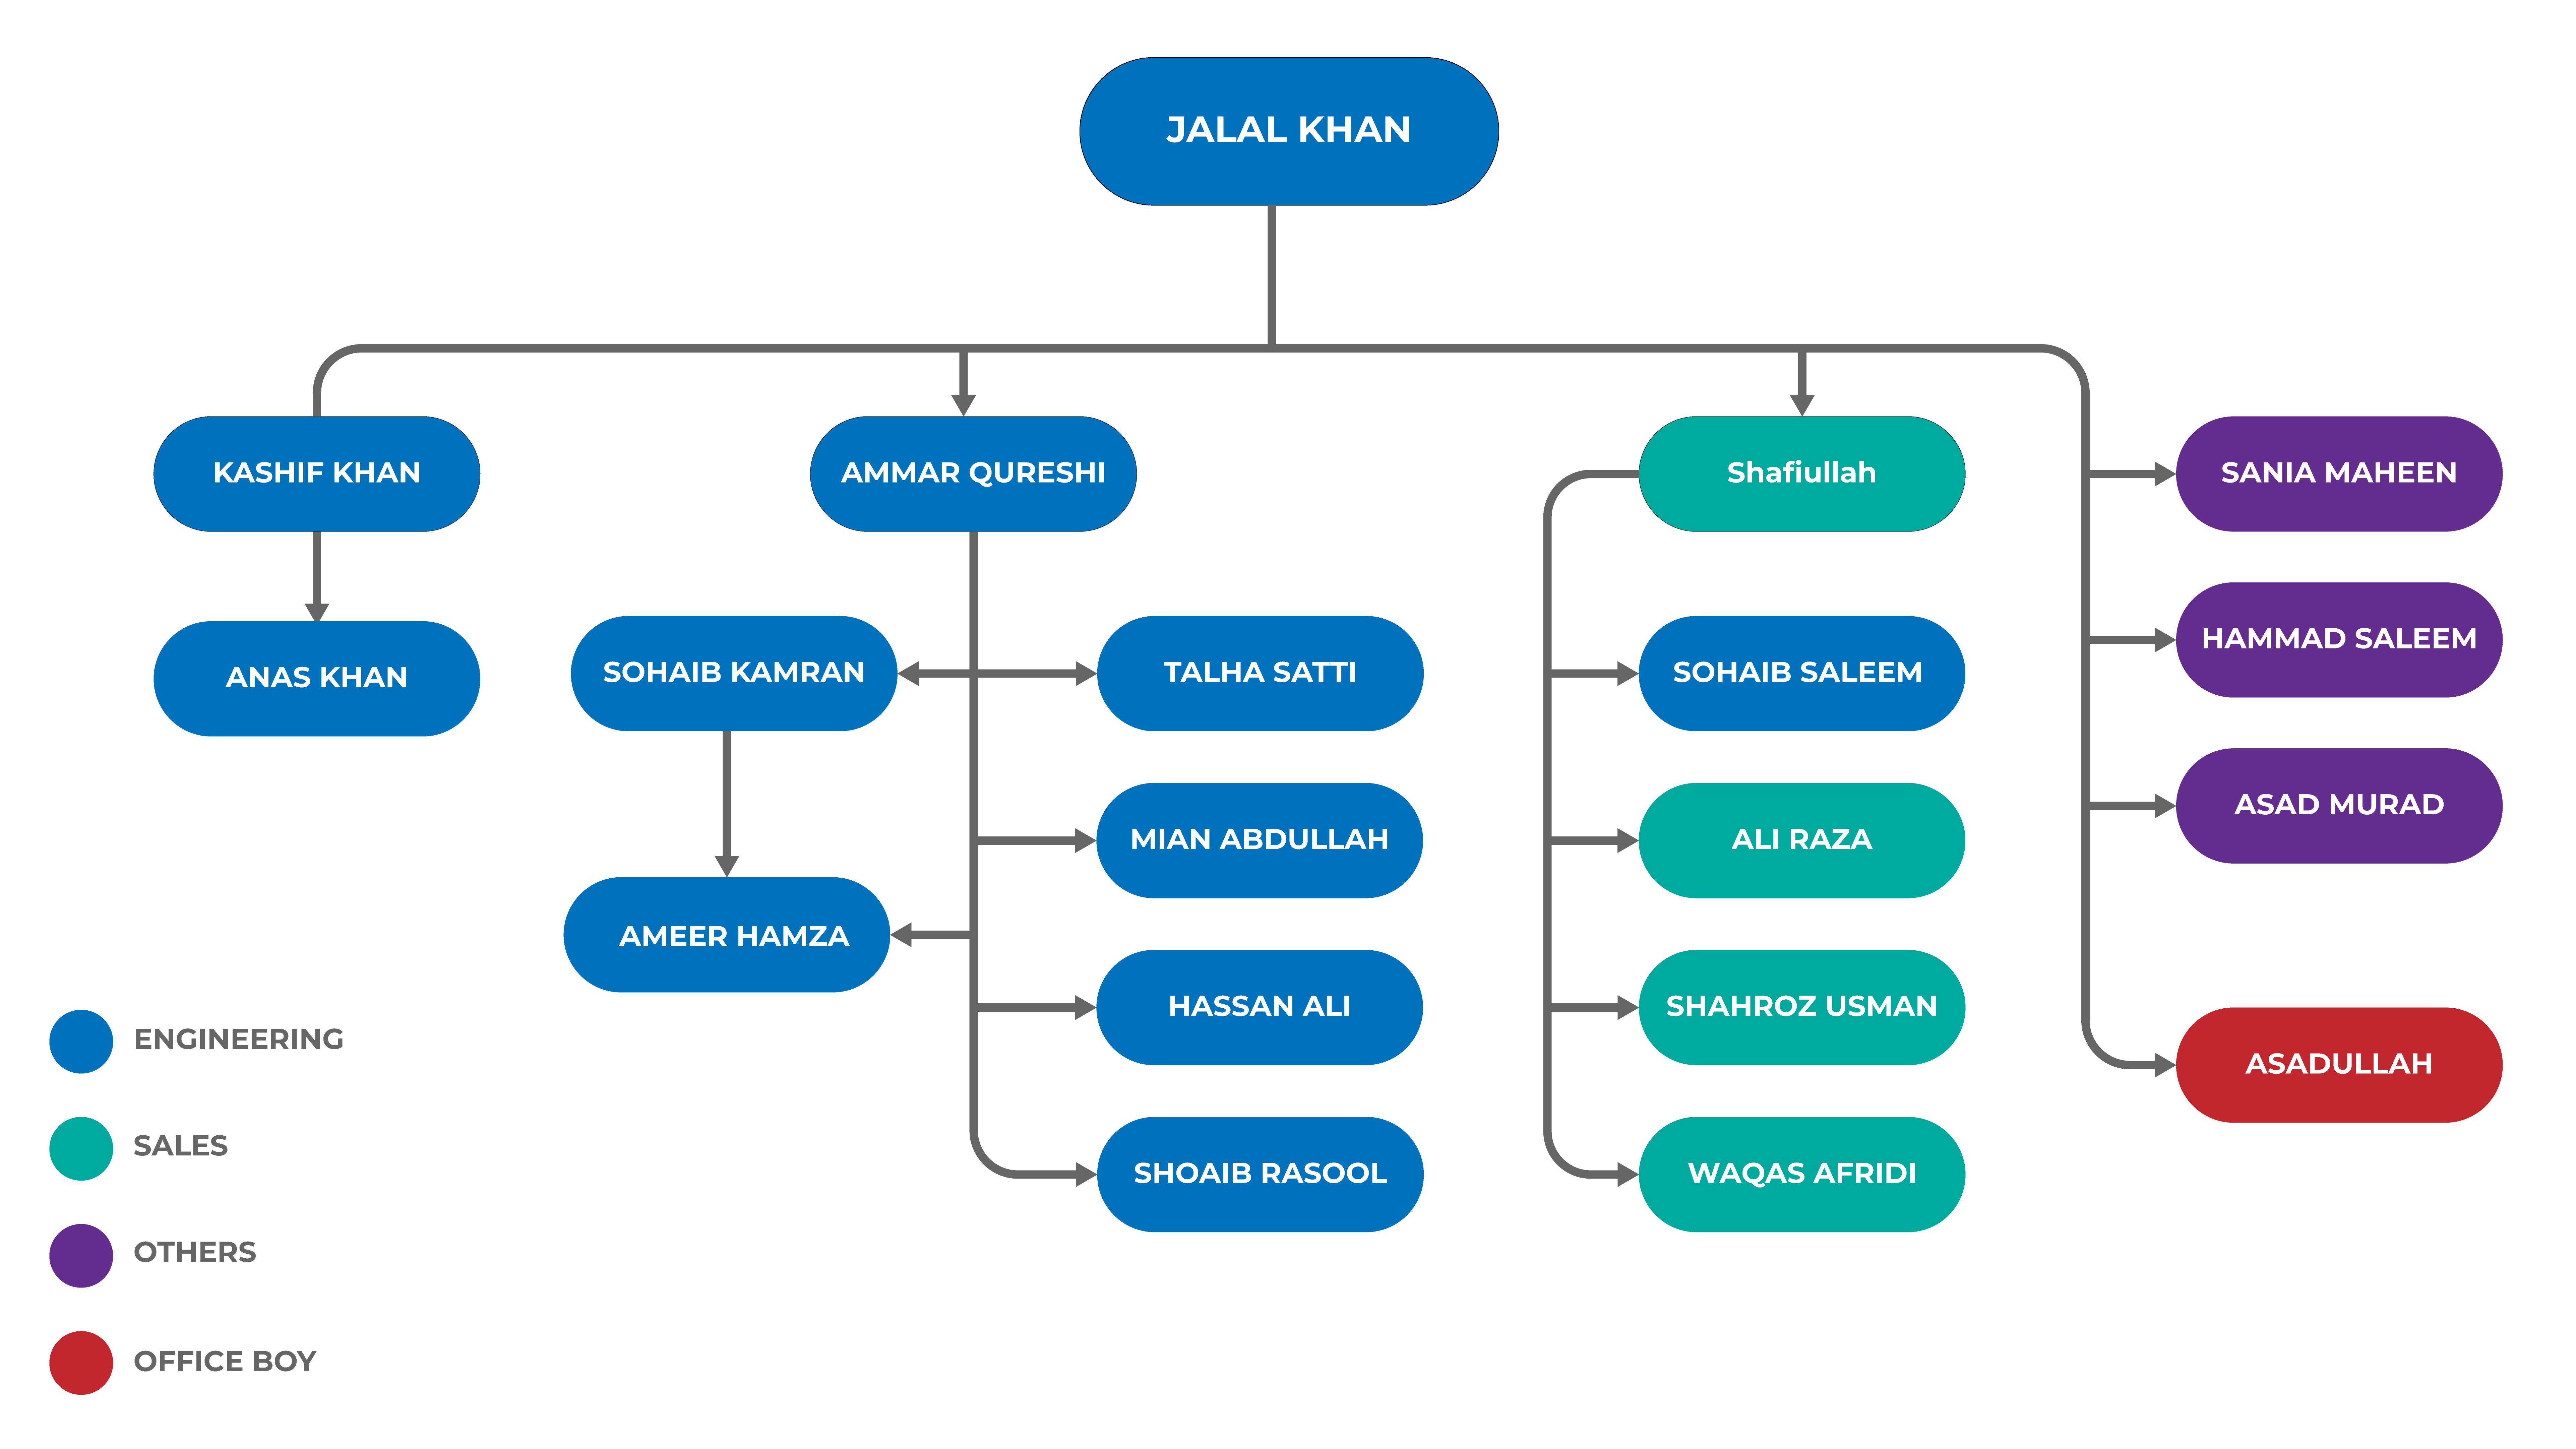 JALAL KHAN
KASHIF KHAN
AMMAR QURESHI
Shafiullah
SANIA MAHEEN
HAMMAD SALEEM
SOHAIB KAMRAN
TALHA SATTI
SOHAIB SALEEM
ANAS KHAN
ASAD MURAD
MIAN ABDULLAH
ALI RAZA
AMEER HAMZA
HASSAN ALI
SHAHROZ USMAN
ASADULLAH
SHOAIB RASOOL
WAQAS AFRIDI
ENGINEERING
SALES
OTHERS
OFFICE BOY